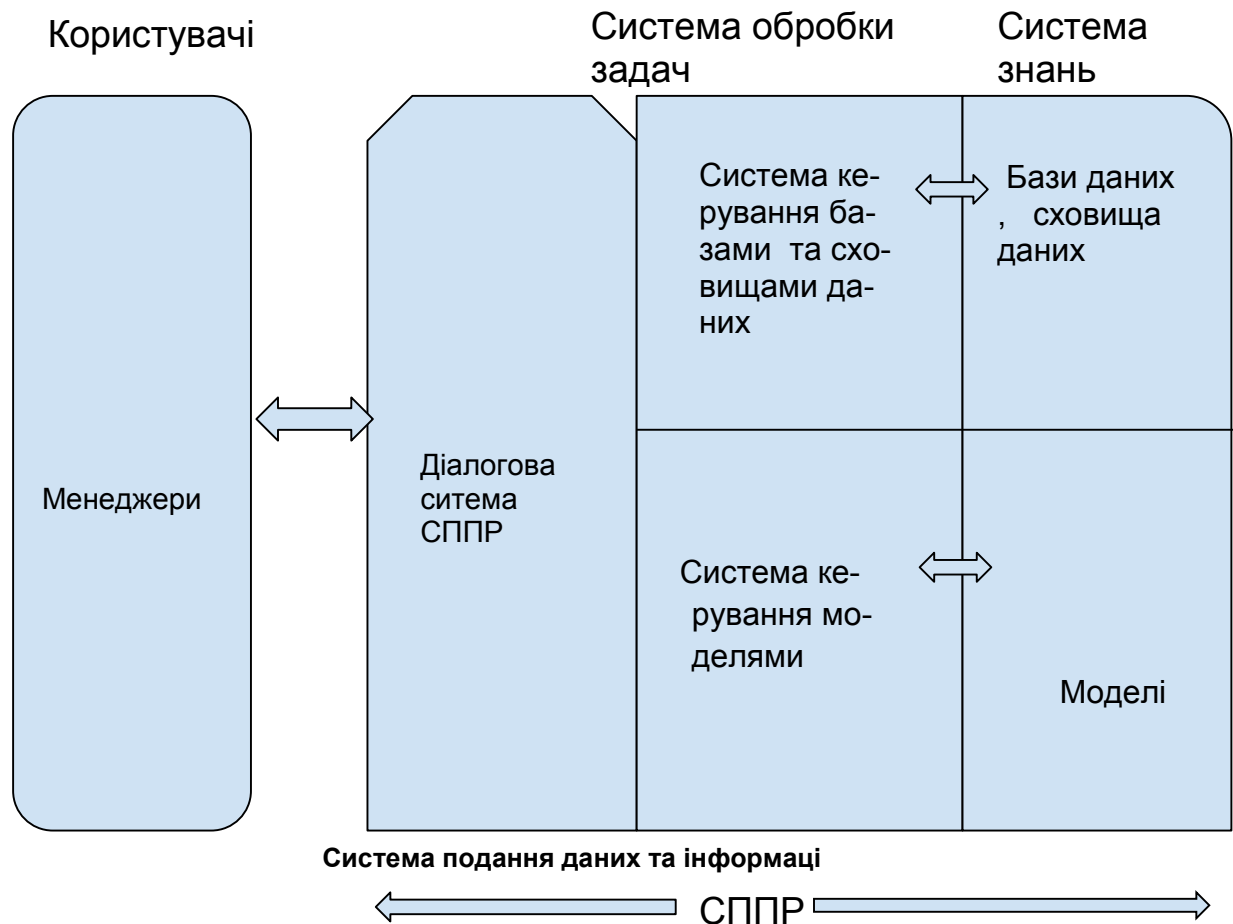 Користувачі
Система обробки
задач
Система
знань
Менеджери
Діалогова
ситема
СППР
Система ке-
рування ба-
зами та схо-
вищами да-
них
Бази даних
, сховища
даних
Система ке-
рування мо-
делями
Моделі
Система подання даних та інформаці
СППР